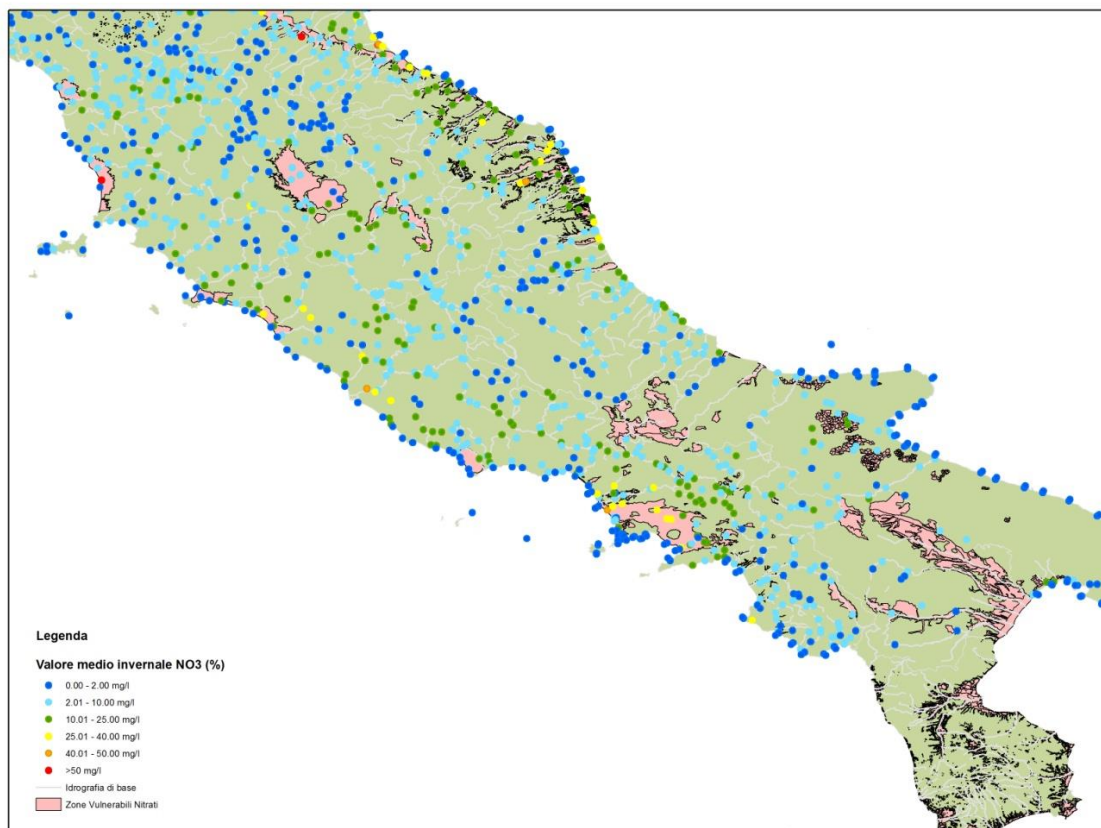 Legenda
Valore medio invernale NO3 (%)
0.00 - 2.00 mg/l
2.01 - 10.00 mg/l
10.01 - 25.00 mg/l
25.01 - 40.00 mg/l
40.01 - 50.00 mg/l
>50 mg/l
Idrografia di base
Zone Vulnerabili Nitrati